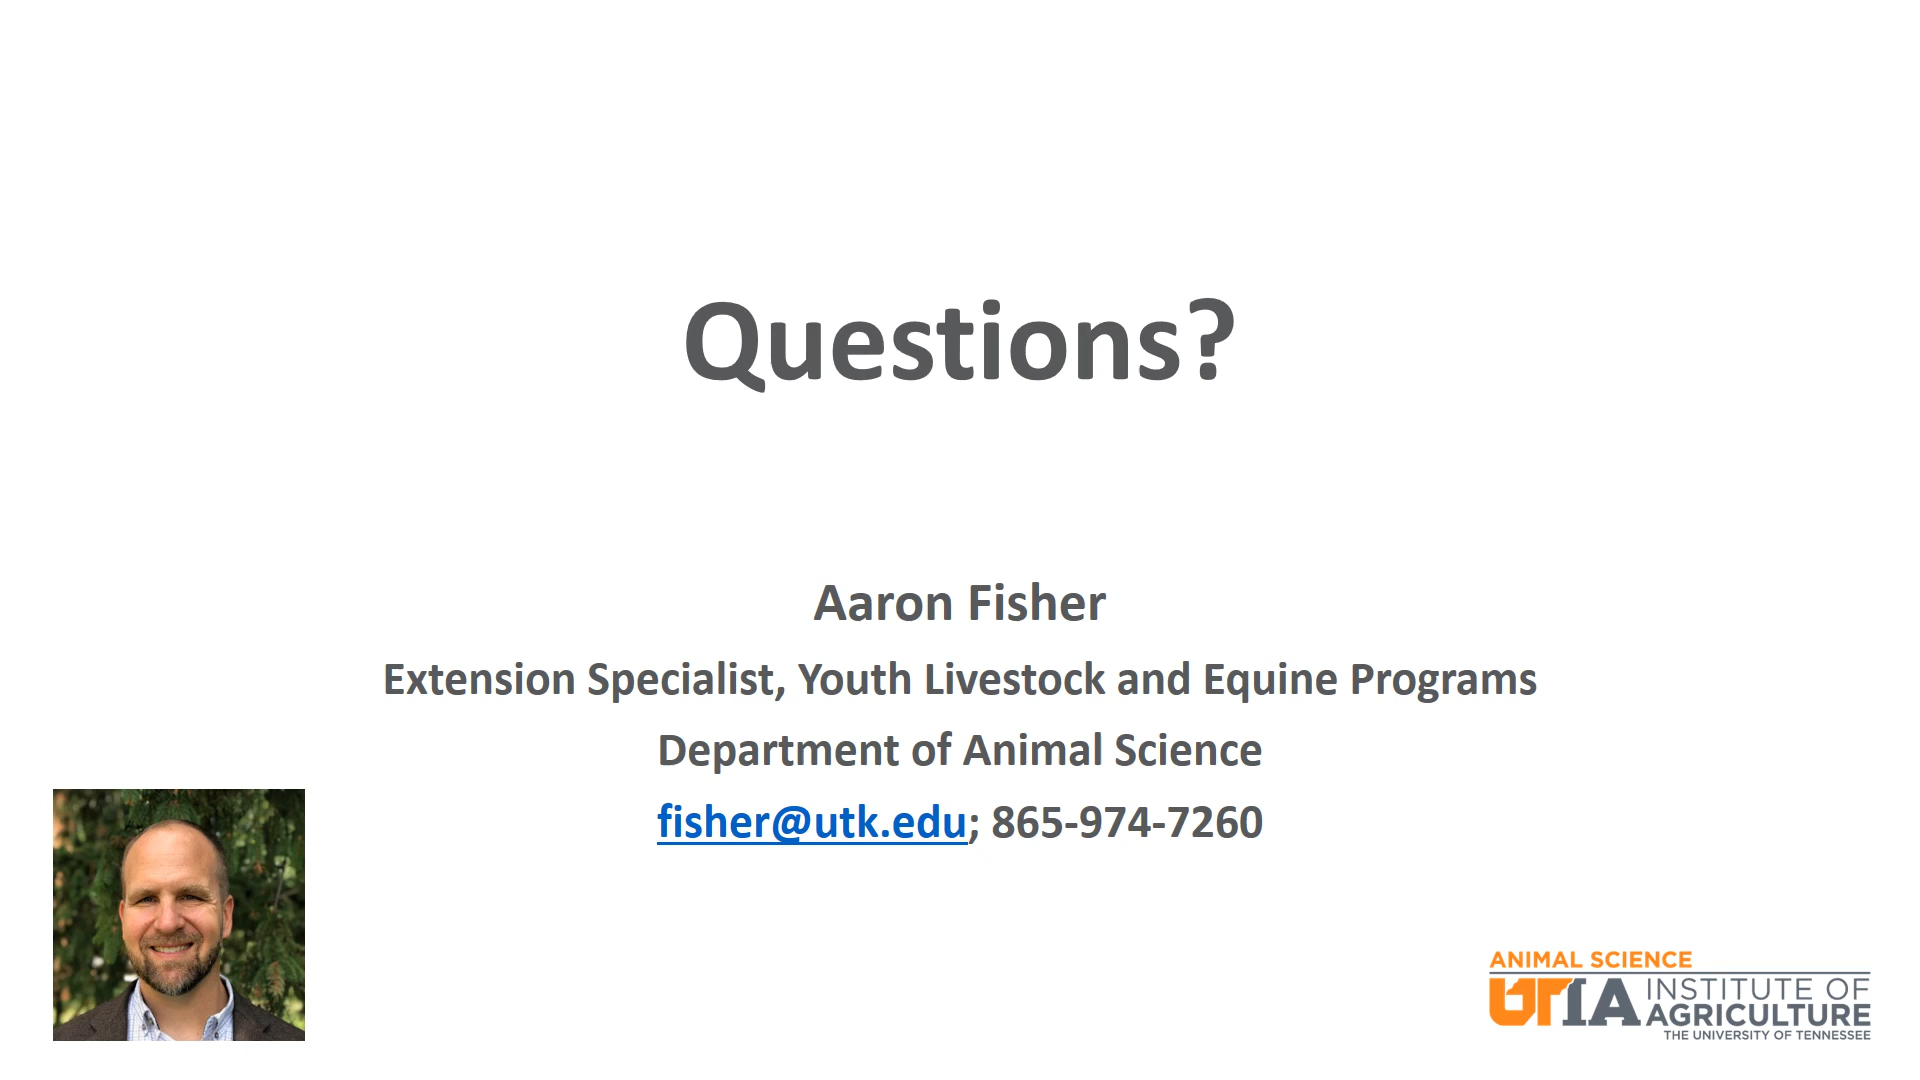 Questions?
Aaron Fisher
Extension Specialist, Youth Livestock and Equine Programs
Department of Animal Science
fisher@utk.edu; 865-974-7260
ANIMAL SCIENCE
UTIA INSTITUTE OF
AGRICULTURE
THE UNIVERSITY OF TENNESSEE